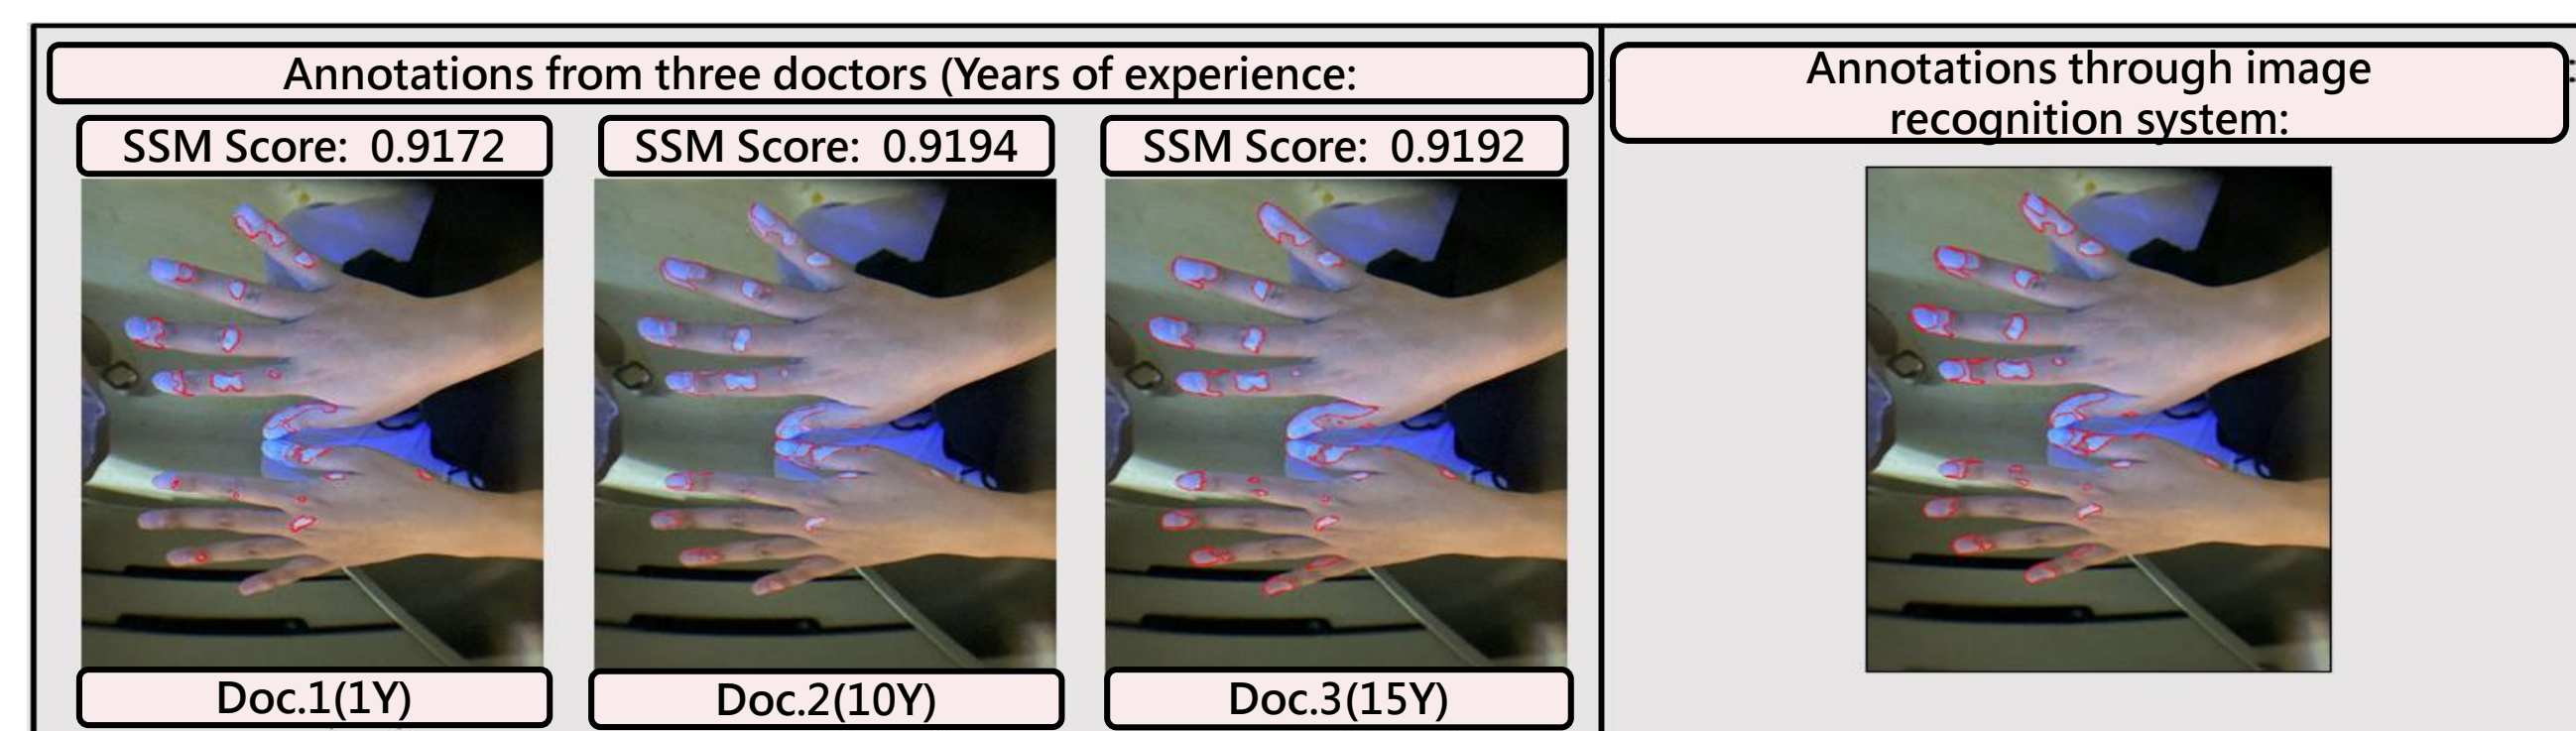 Annotations from three doctors (Years of experience:
SSM Score: 0.9172
SSM Score: 0.9194
SSM Score: 0.9192
Doc.1(1Y)
Doc.2(10Y)
Doc.3(15Y)
Annotations through image
recognition system: